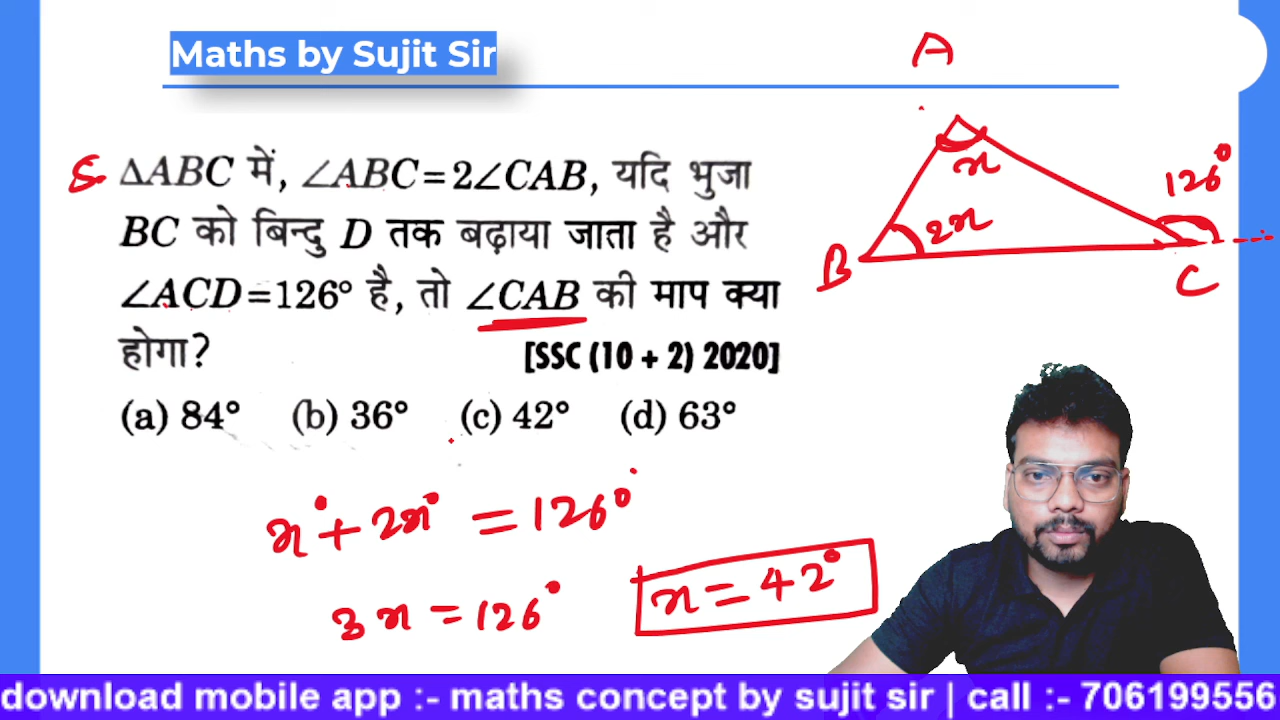 Maths by Sujit Sir
A
Q ΔABC में, ∠ABC=2∠CAB, यदि भुजा
BC को बिन्दु D तक बढ़ाया जाता है और
∠ACD=126° है, तो ∠CAB की माप क्या
होगा? [SSC (10 + 2) 2020]
(a) 84° (b) 36° (c) 42° (d) 63°
x
126°
2x
B
C
x° + 2x° = 126°
3x = 126°
x = 42°
download mobile app :- maths concept by sujit sir | call :- 706199556